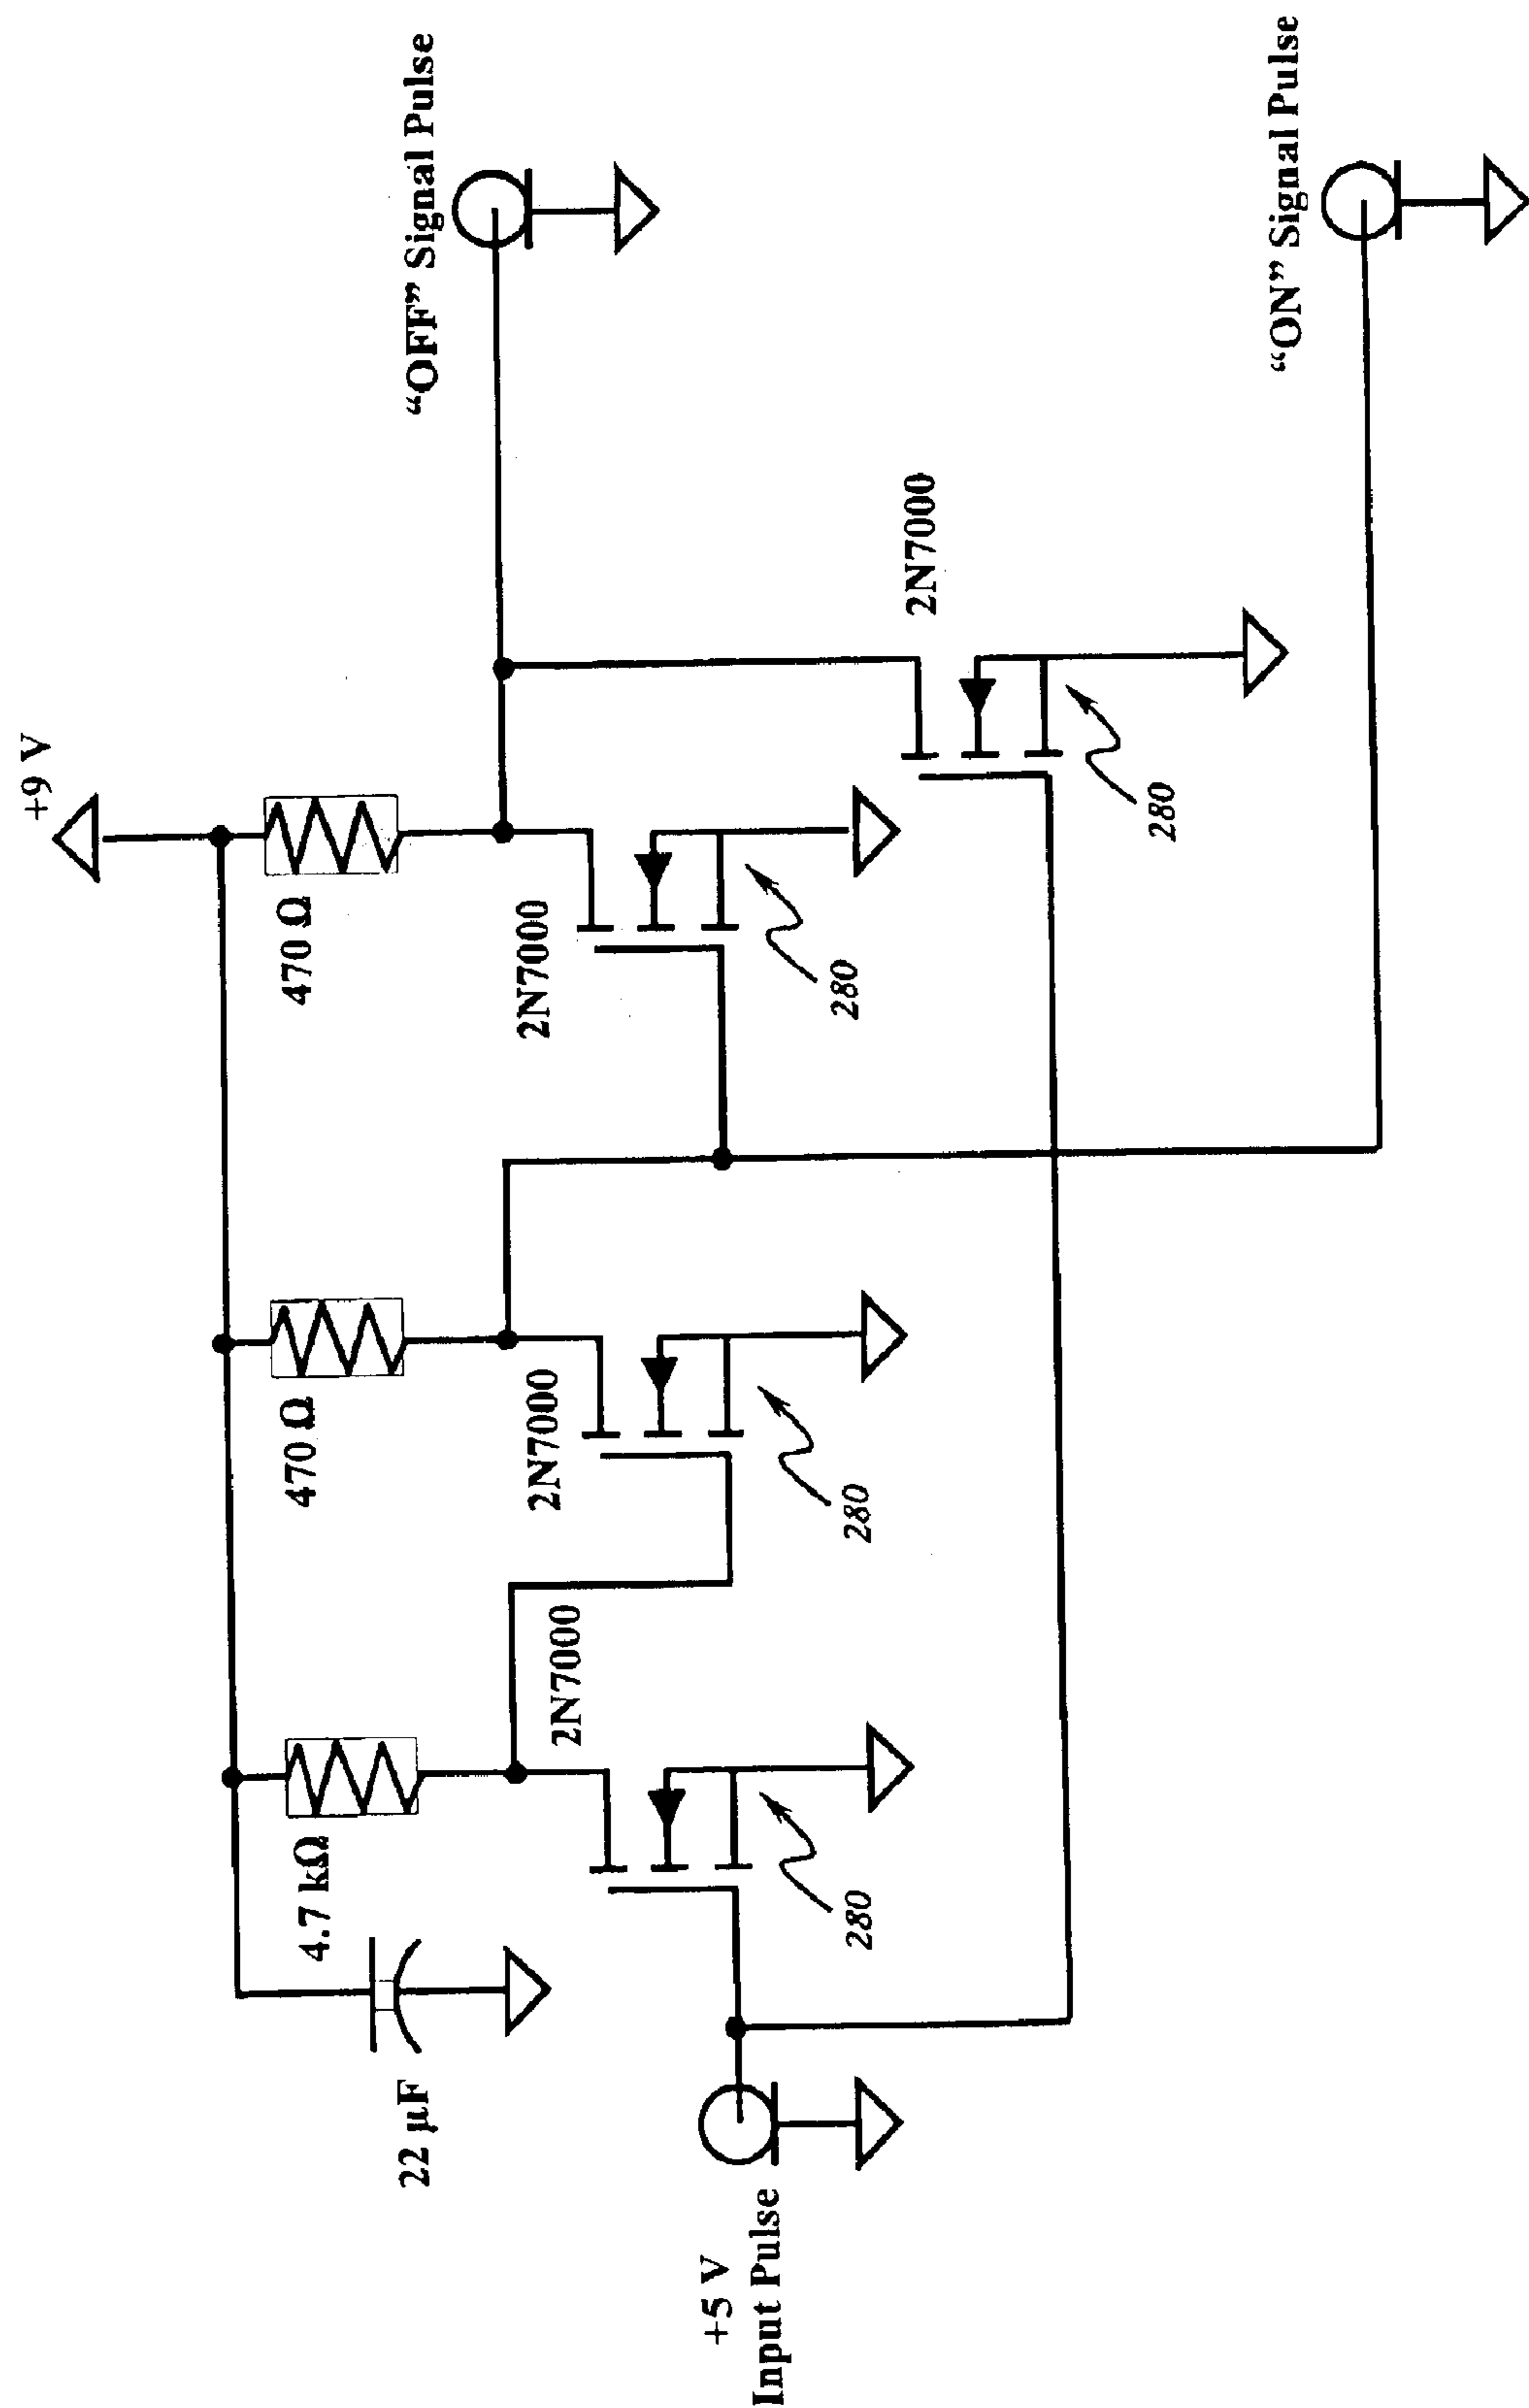 +9 V
"OFF" Signal Pulse
470 Ω
470 Ω
4.7 kΩ
22 μF
2N7000
2N7000
2N7000
2N7000
280
280
280
280
+5 V
Input Pulse
"ON" Signal Pulse